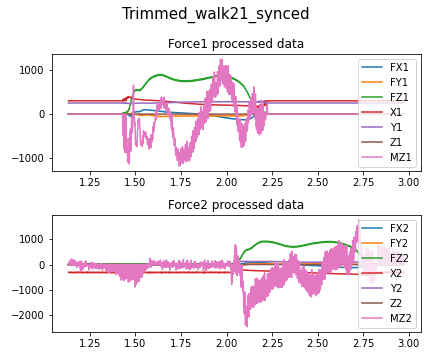 Trimmed_walk21_synced
Force1 processed data
1000
0
−1000
FX1
FY1
FZ1
X1
Y1
Z1
MZ1
1.25 1.50 1.75 2.00 2.25 2.50 2.75 3.00
Force2 processed data
1000
0
−1000
−2000
FX2
FY2
FZ2
X2
Y2
Z2
MZ2
1.25 1.50 1.75 2.00 2.25 2.50 2.75 3.00